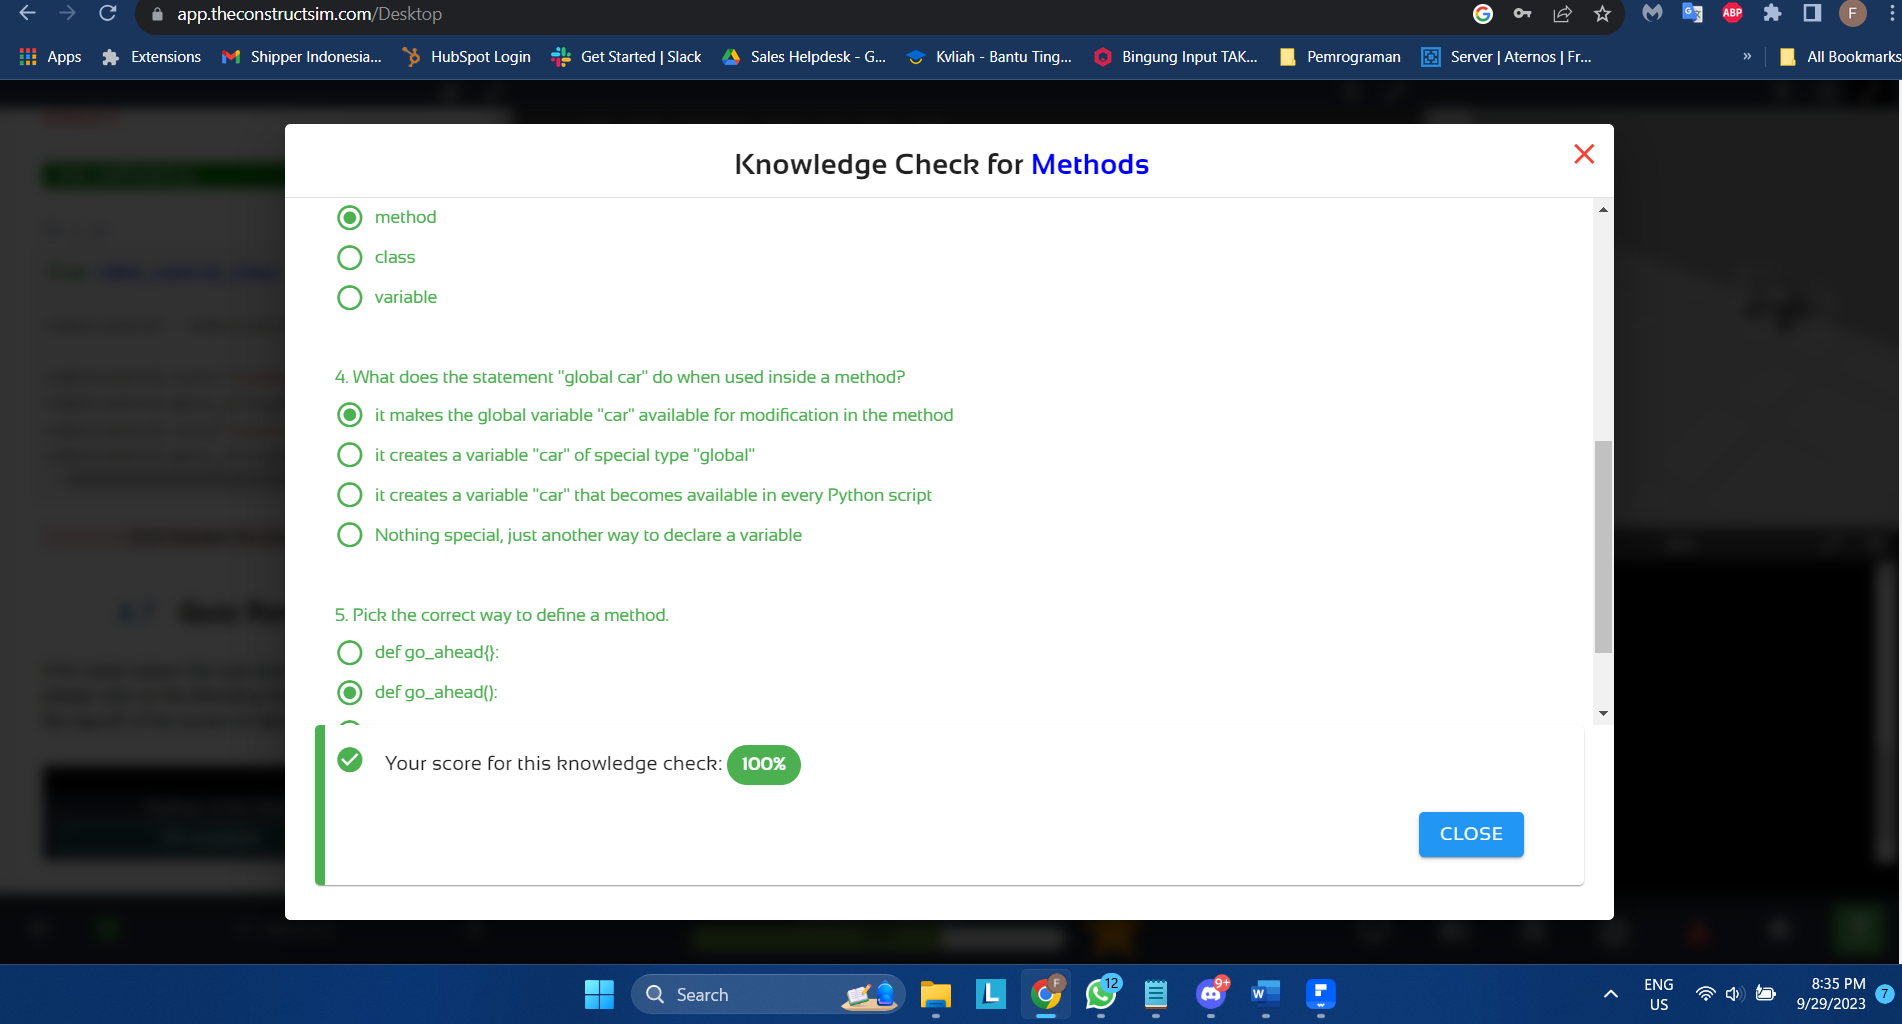 app.theconstructsim.com/Desktop
G
ABP
F
Apps
Extensions
Shipper Indonesia...
HubSpot Login
Get Started | Slack
Sales Helpdesk - G...
Kvliah - Bantu Ting...
Bingung Input TAK...
Pemrograman
Server | Aternos | Fr...
»
All Bookmarks
Knowledge Check for Methods
method
class
variable
4. What does the statement "global car" do when used inside a method?
it makes the global variable "car" available for modification in the method
it creates a variable "car" of special type "global"
it creates a variable "car" that becomes available in every Python script
Nothing special, just another way to declare a variable
5. Pick the correct way to define a method.
def go_ahead{}:
def go_ahead():
Your score for this knowledge check: 100%
CLOSE
Search
L
F
12
9+
W
ENG
US
8:35 PM
9/29/2023
7